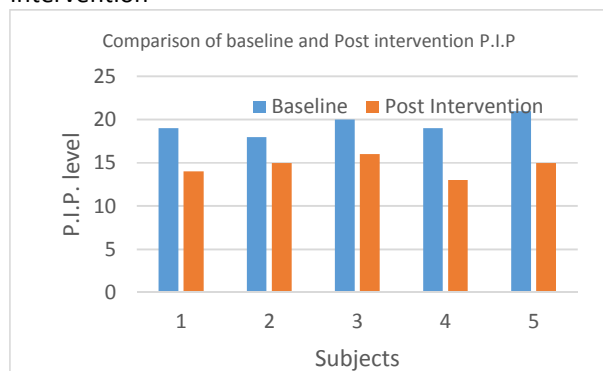 intervention
Comparison of baseline and Post intervention P.I.P
25
Baseline Post Intervention
20
15
10
5
0
P.I.P. level
1 2 3 4 5
Subjects